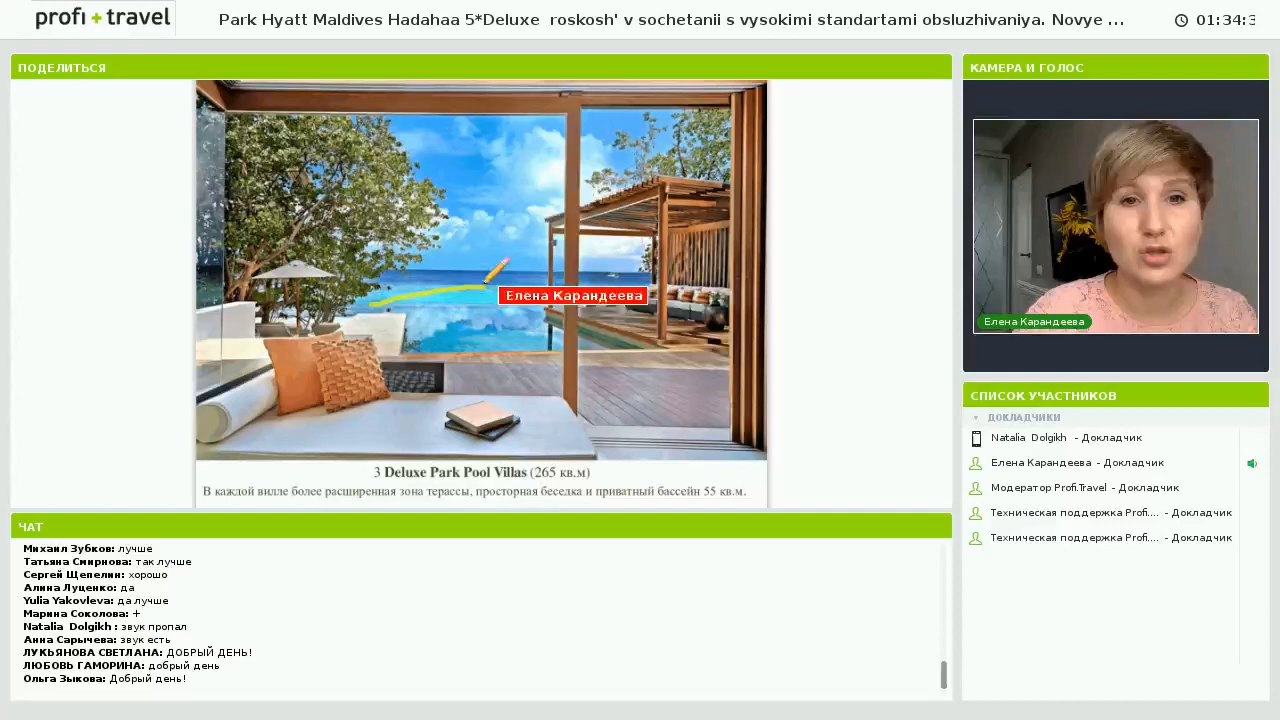 profi + travel
Park Hyatt Maldives Hadahaa 5*Deluxe roskosh' v sochetanii s vysokimi standartami obsluzhivaniya. Novye ...
01:34:3
ПОДЕЛИТЬСЯ
Елена Карандеева
3 Deluxe Park Pool Villas (265 кв.м)
В каждой вилле более расширенная зона терассы, просторная беседка и приватный бассейн 55 кв.м.
ЧАТ
Михаил Зубков: лучше
Татьяна Смирнова: так лучше
Сергей Щепелин: хорошо
Алина Луценко: да
Yulia Yakovleva: да лучше
Марина Соколова: +
Natalia Dolgikh : звук пропал
Анна Сарычева: звук есть
ЛУКЬЯНОВА СВЕТЛАНА: ДОБРЫЙ ДЕНЬ!
ЛЮБОВЬ ГАМОРИНА: добрый день
Ольга Зыкова: Добрый день!
КАМЕРА И ГОЛОС
Елена Карандеева
СПИСОК УЧАСТНИКОВ
ДОКЛАДЧИКИ
Natalia Dolgikh - Докладчик
Елена Карандеева - Докладчик
Модератор Profi.Travel - Докладчик
Техническая поддержка Profi.... - Докладчик
Техническая поддержка Profi.... - Докладчик